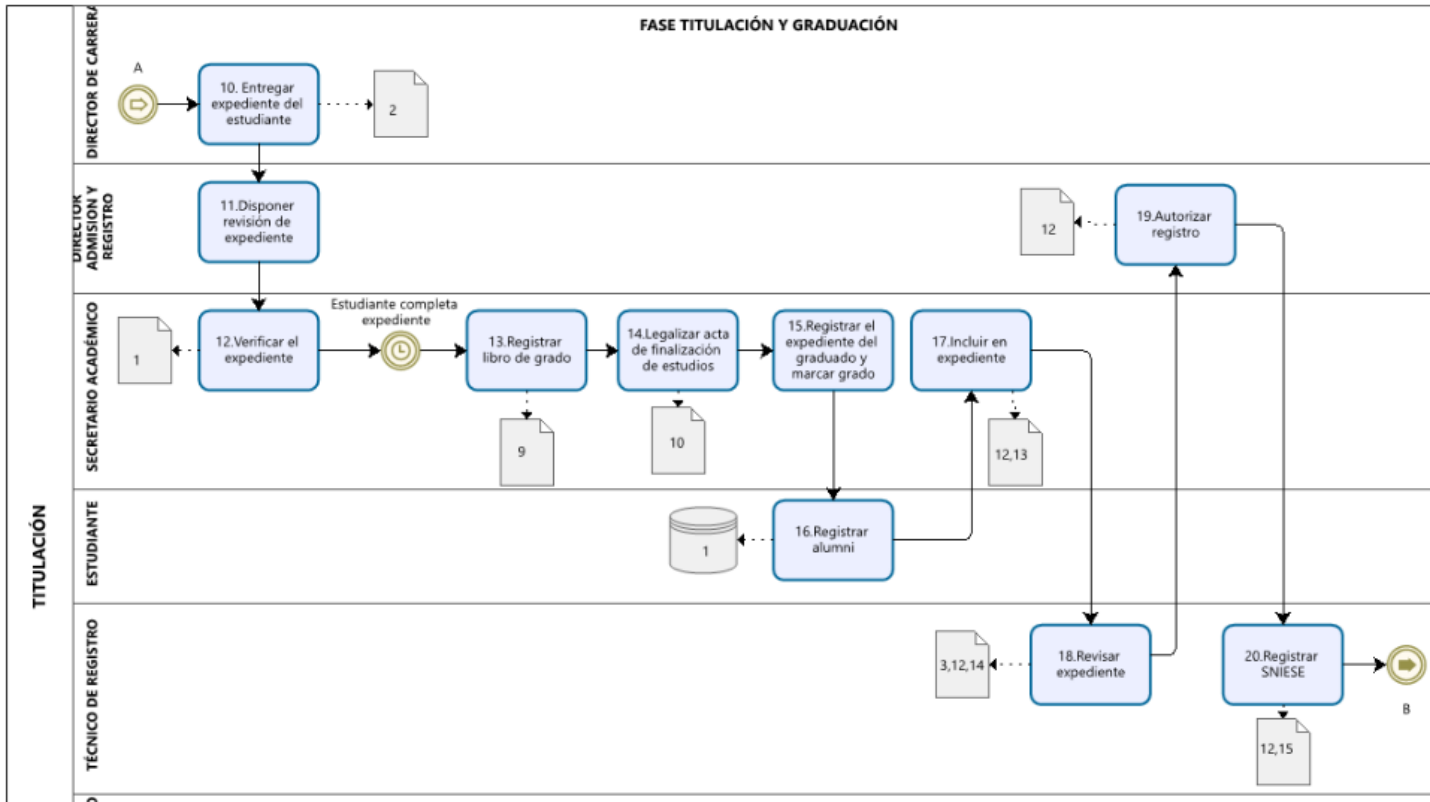 FASE TITULACIÓN Y GRADUACIÓN
TITULACIÓN
DIRECTOR DE CARRERA
A
10. Entregar
expediente del
estudiante
2
DIRECTOR
ADMISION Y
REGISTRO
11.Disponer
revisión de
expediente
12
19.Autorizar
registro
SECRETARIO ACADÉMICO
1
12.Verificar el
expediente
Estudiante completa
expediente
13.Registrar
libro de grado
9
14.Legalizar acta
de finalización
de estudios
10
15.Registrar el
expediente del
graduado y
marcar grado
17.Incluir en
expediente
12,13
ESTUDIANTE
1
16.Registrar
alumni
TÉCNICO DE REGISTRO
3,12,14
18.Revisar
expediente
20.Registrar
SNIESE
12,15
B